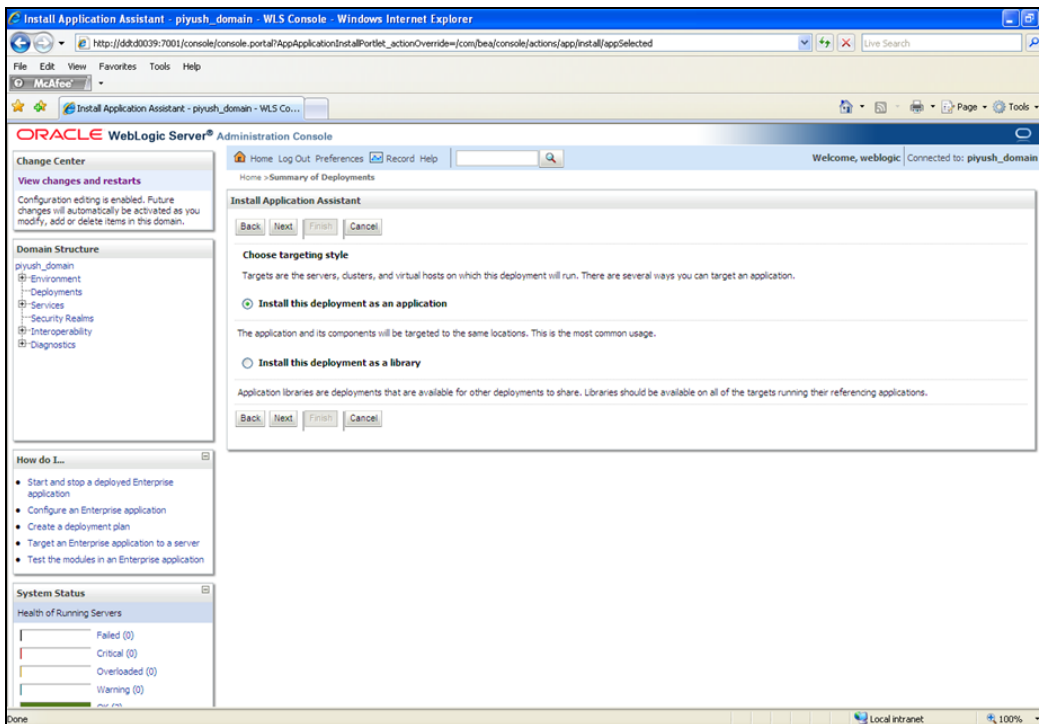 Install Application Assistant - piyush_domain - WLS Console - Windows Internet Explorer
http://ddtd0039:7001/console/console.portal?AppApplicationInstallPortlet_actionOverride=/com/bea/console/actions/app/install/appSelected
Live Search
File Edit View Favorites Tools Help
McAfee
Install Application Assistant - piyush_domain - WLS Co...
Page Tools
ORACLE WebLogic Server® Administration Console
Change Center
View changes and restarts
Configuration editing is enabled. Future
changes will automatically be activated as you
modify, add or delete items in this domain.
Domain Structure
piyush_domain
Environment
Deployments
Services
Security Realms
Interoperability
Diagnostics
How do I...
Start and stop a deployed Enterprise
application
Configure an Enterprise application
Create a deployment plan
Target an Enterprise application to a server
Test the modules in an Enterprise application
System Status
Health of Running Servers
Failed (0)
Critical (0)
Overloaded (0)
Warning (0)
Home Log Out Preferences Record Help
Welcome, weblogic Connected to: piyush_domain
Home >Summary of Deployments
Install Application Assistant
Back Next Finish Cancel
Choose targeting style
Targets are the servers, clusters, and virtual hosts on which this deployment will run. There are several ways you can target an application.
Install this deployment as an application
The application and its components will be targeted to the same locations. This is the most common usage.
Install this deployment as a library
Application libraries are deployments that are available for other deployments to share. Libraries should be available on all of the targets running their referencing applications.
Back Next Finish Cancel
Done
Local intranet
100%